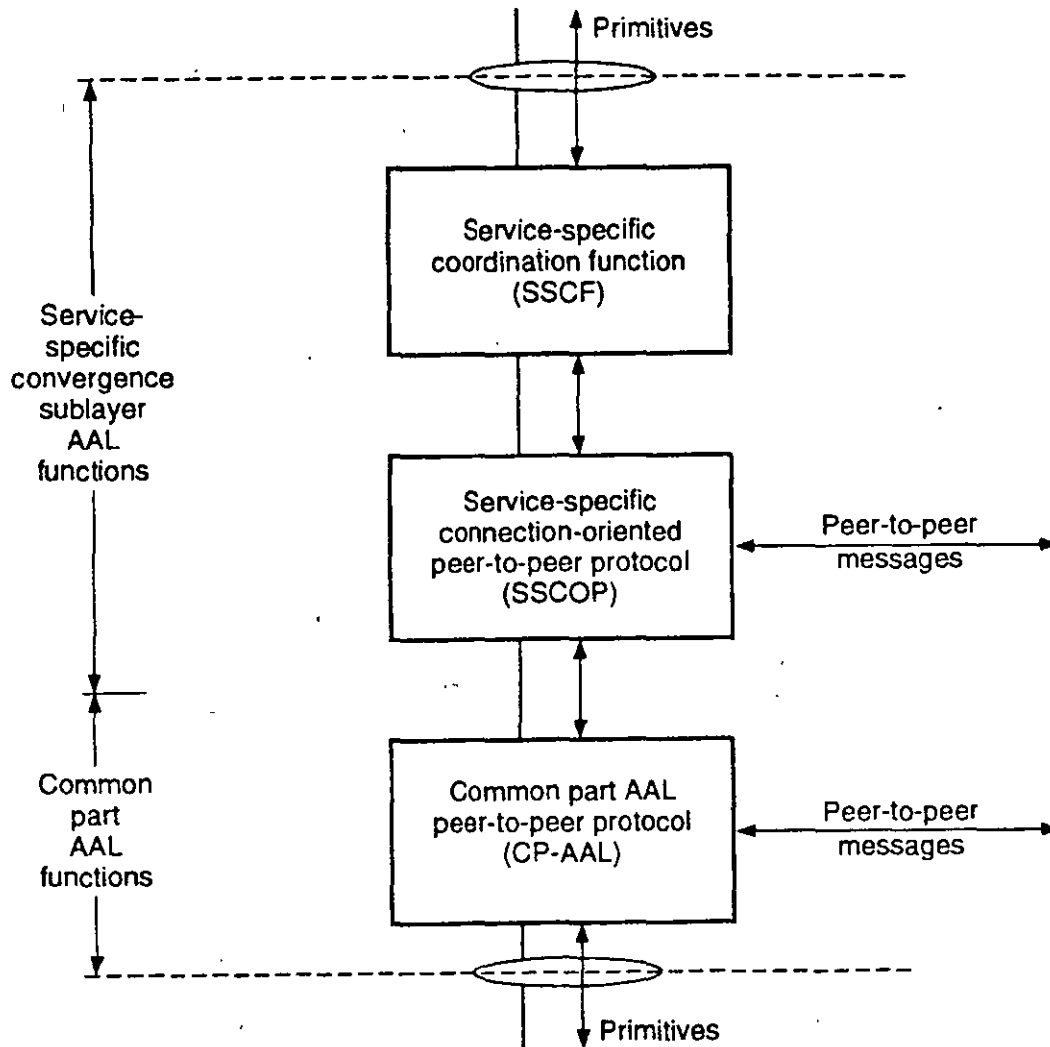 Primitives
Service-specific
coordination function
(SSCF)
Service-
specific
convergence
sublayer
AAL
functions
Service-specific
connection-oriented
peer-to-peer protocol
(SSCOP)
Peer-to-peer
messages
Common
part
AAL
functions
Common part AAL
peer-to-peer protocol
(CP-AAL)
Peer-to-peer
messages
Primitives